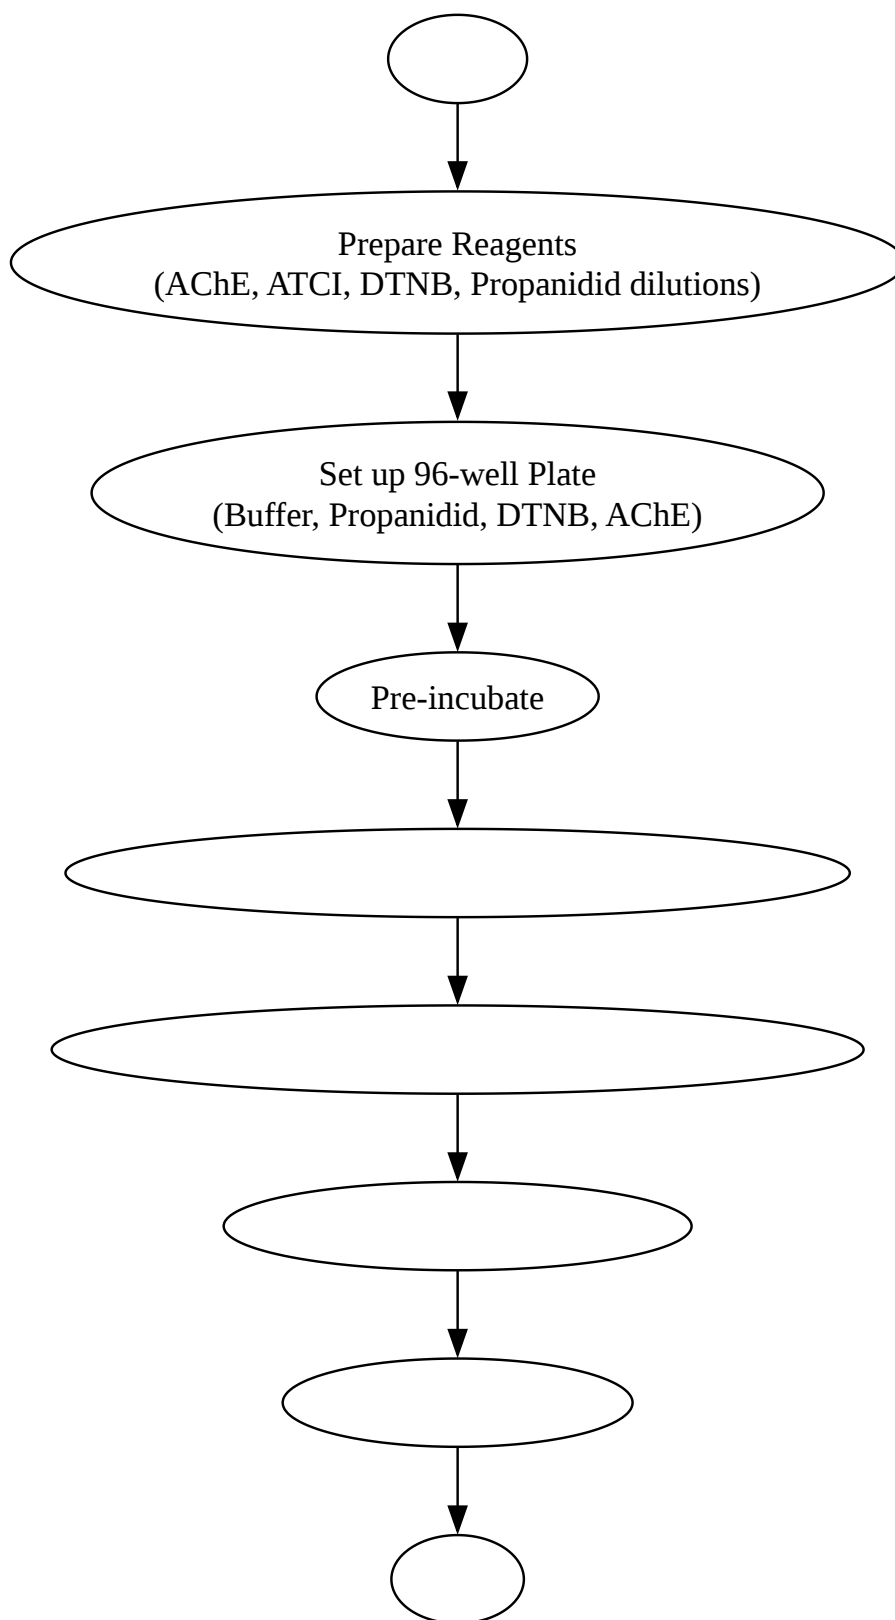 Prepare Reagents
(AChE, ATCI, DTNB, Propanidid dilutions)
Set up 96-well Plate
(Buffer, Propanidid, DTNB, AChE)
Pre-incubate